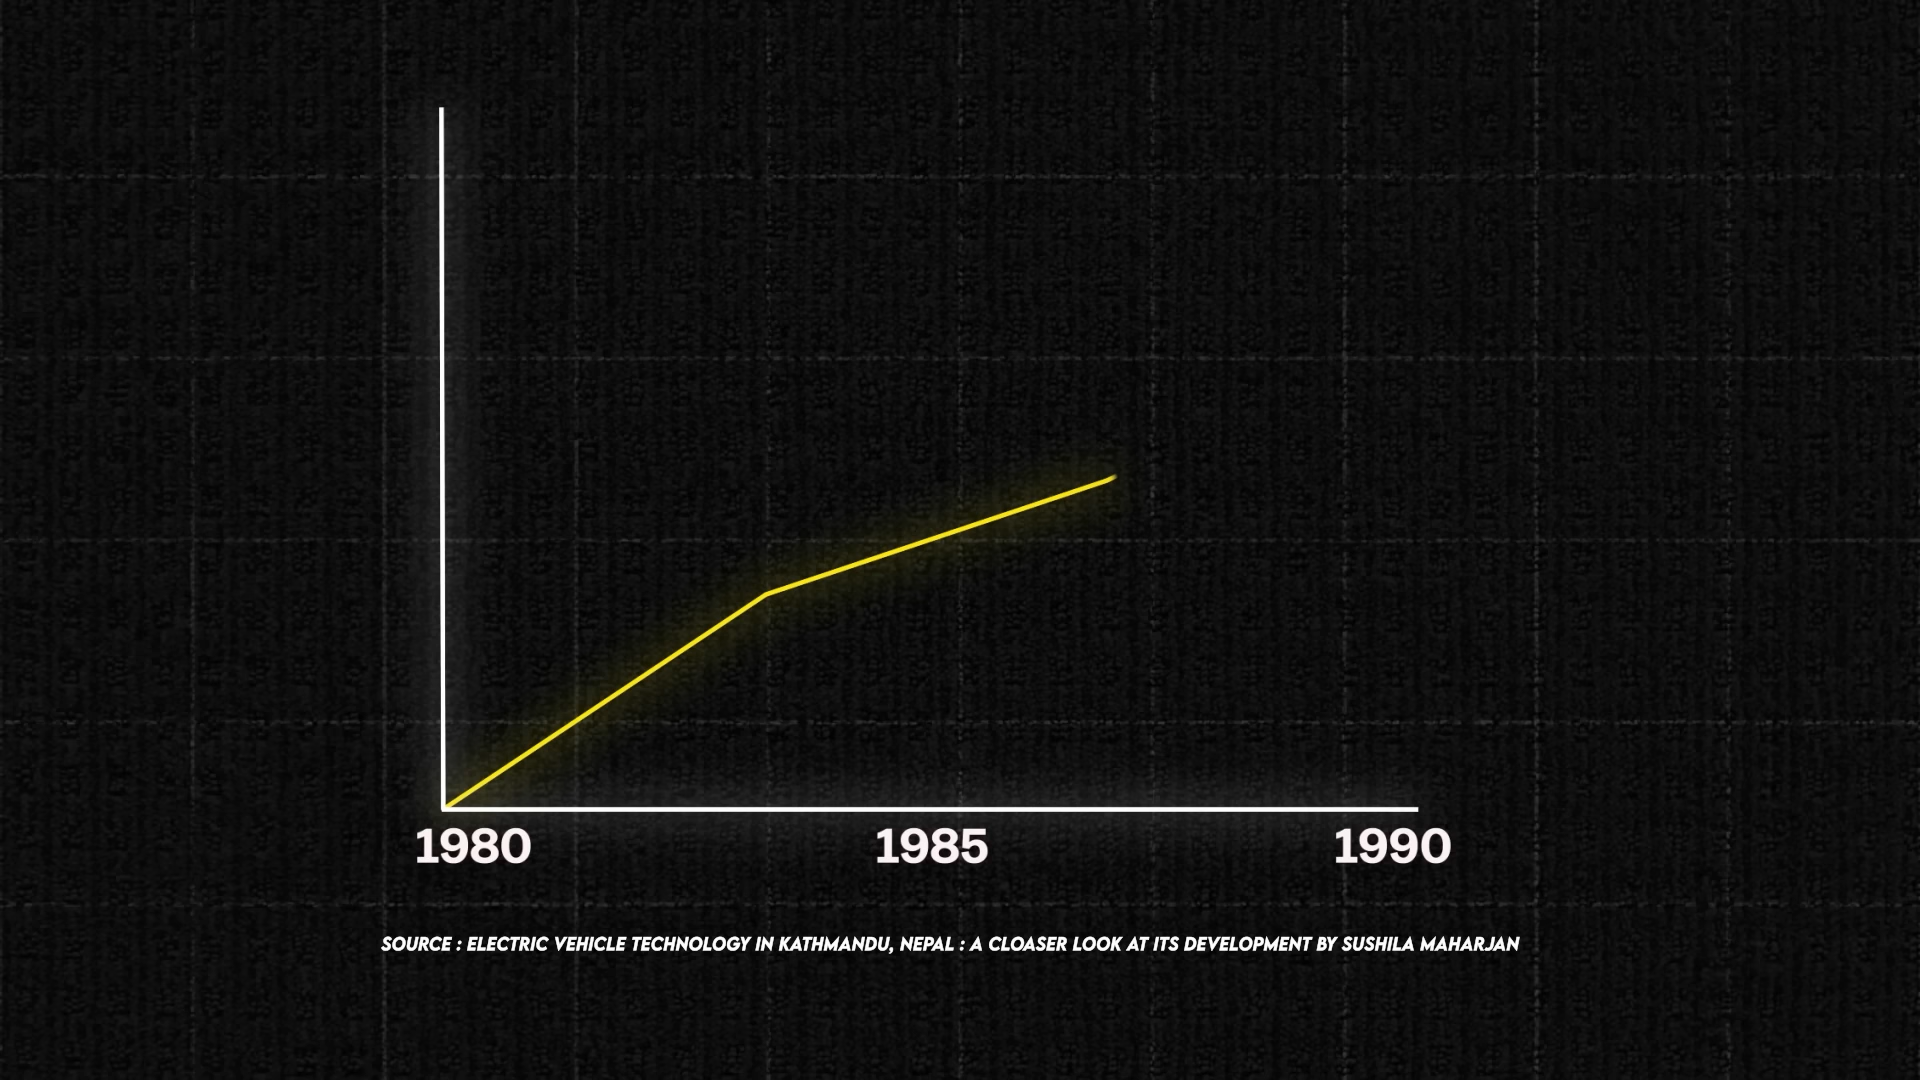 1980 1985 1990
SOURCE : ELECTRIC VEHICLE TECHNOLOGY IN KATHMANDU, NEPAL : A CLOASER LOOK AT ITS DEVELOPMENT BY SUSHILA MAHARJAN